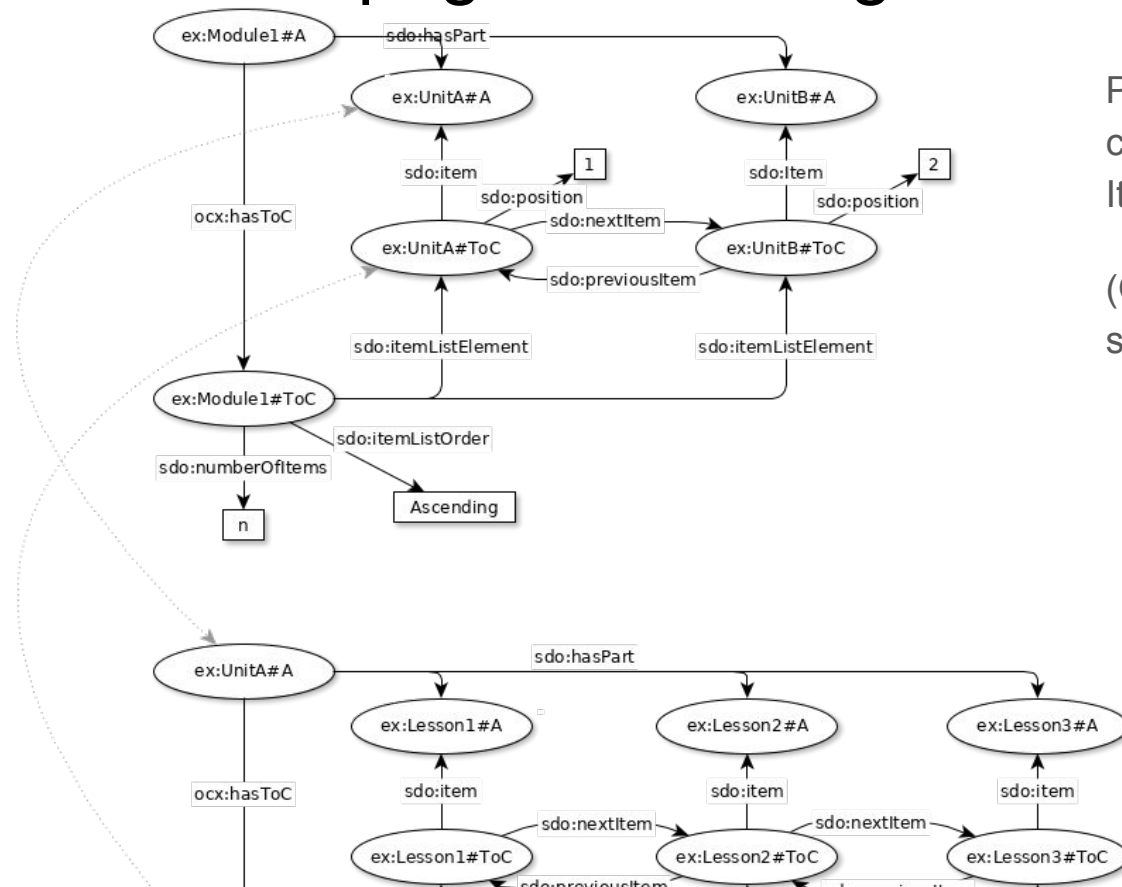 ex:Module1#A
sdo:hasPart
ex:UnitA#A
ex:UnitB#A
sdo:item
1
sdo:Item
2
sdo:position
sdo:position
ocx:hasToC
sdo:nextItem
ex:UnitA#ToC
ex:UnitB#ToC
sdo:previousItem
sdo:itemListElement
sdo:itemListElement
ex:Module1#ToC
sdo:itemListOrder
sdo:numberOfItems
Ascending
n
sdo:hasPart
ex:UnitA#A
ex:Lesson1#A
ex:Lesson2#A
ex:Lesson3#A
ocx:hasToC
sdo:item
sdo:item
sdo:item
sdo:nextItem
sdo:nextItem
ex:Lesson1#ToC
ex:Lesson2#ToC
ex:Lesson3#ToC
sdo:previousItem